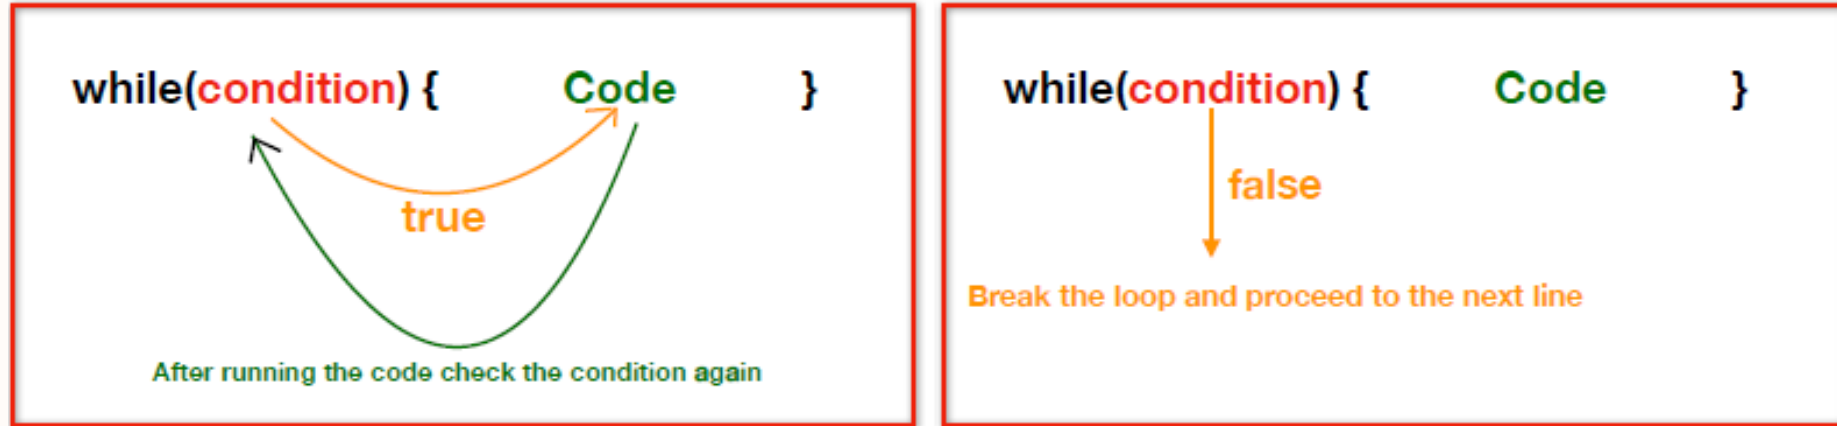 while(condition) { Code }
true
After running the code check the condition again
while(condition) { Code }
false
Break the loop and proceed to the next line